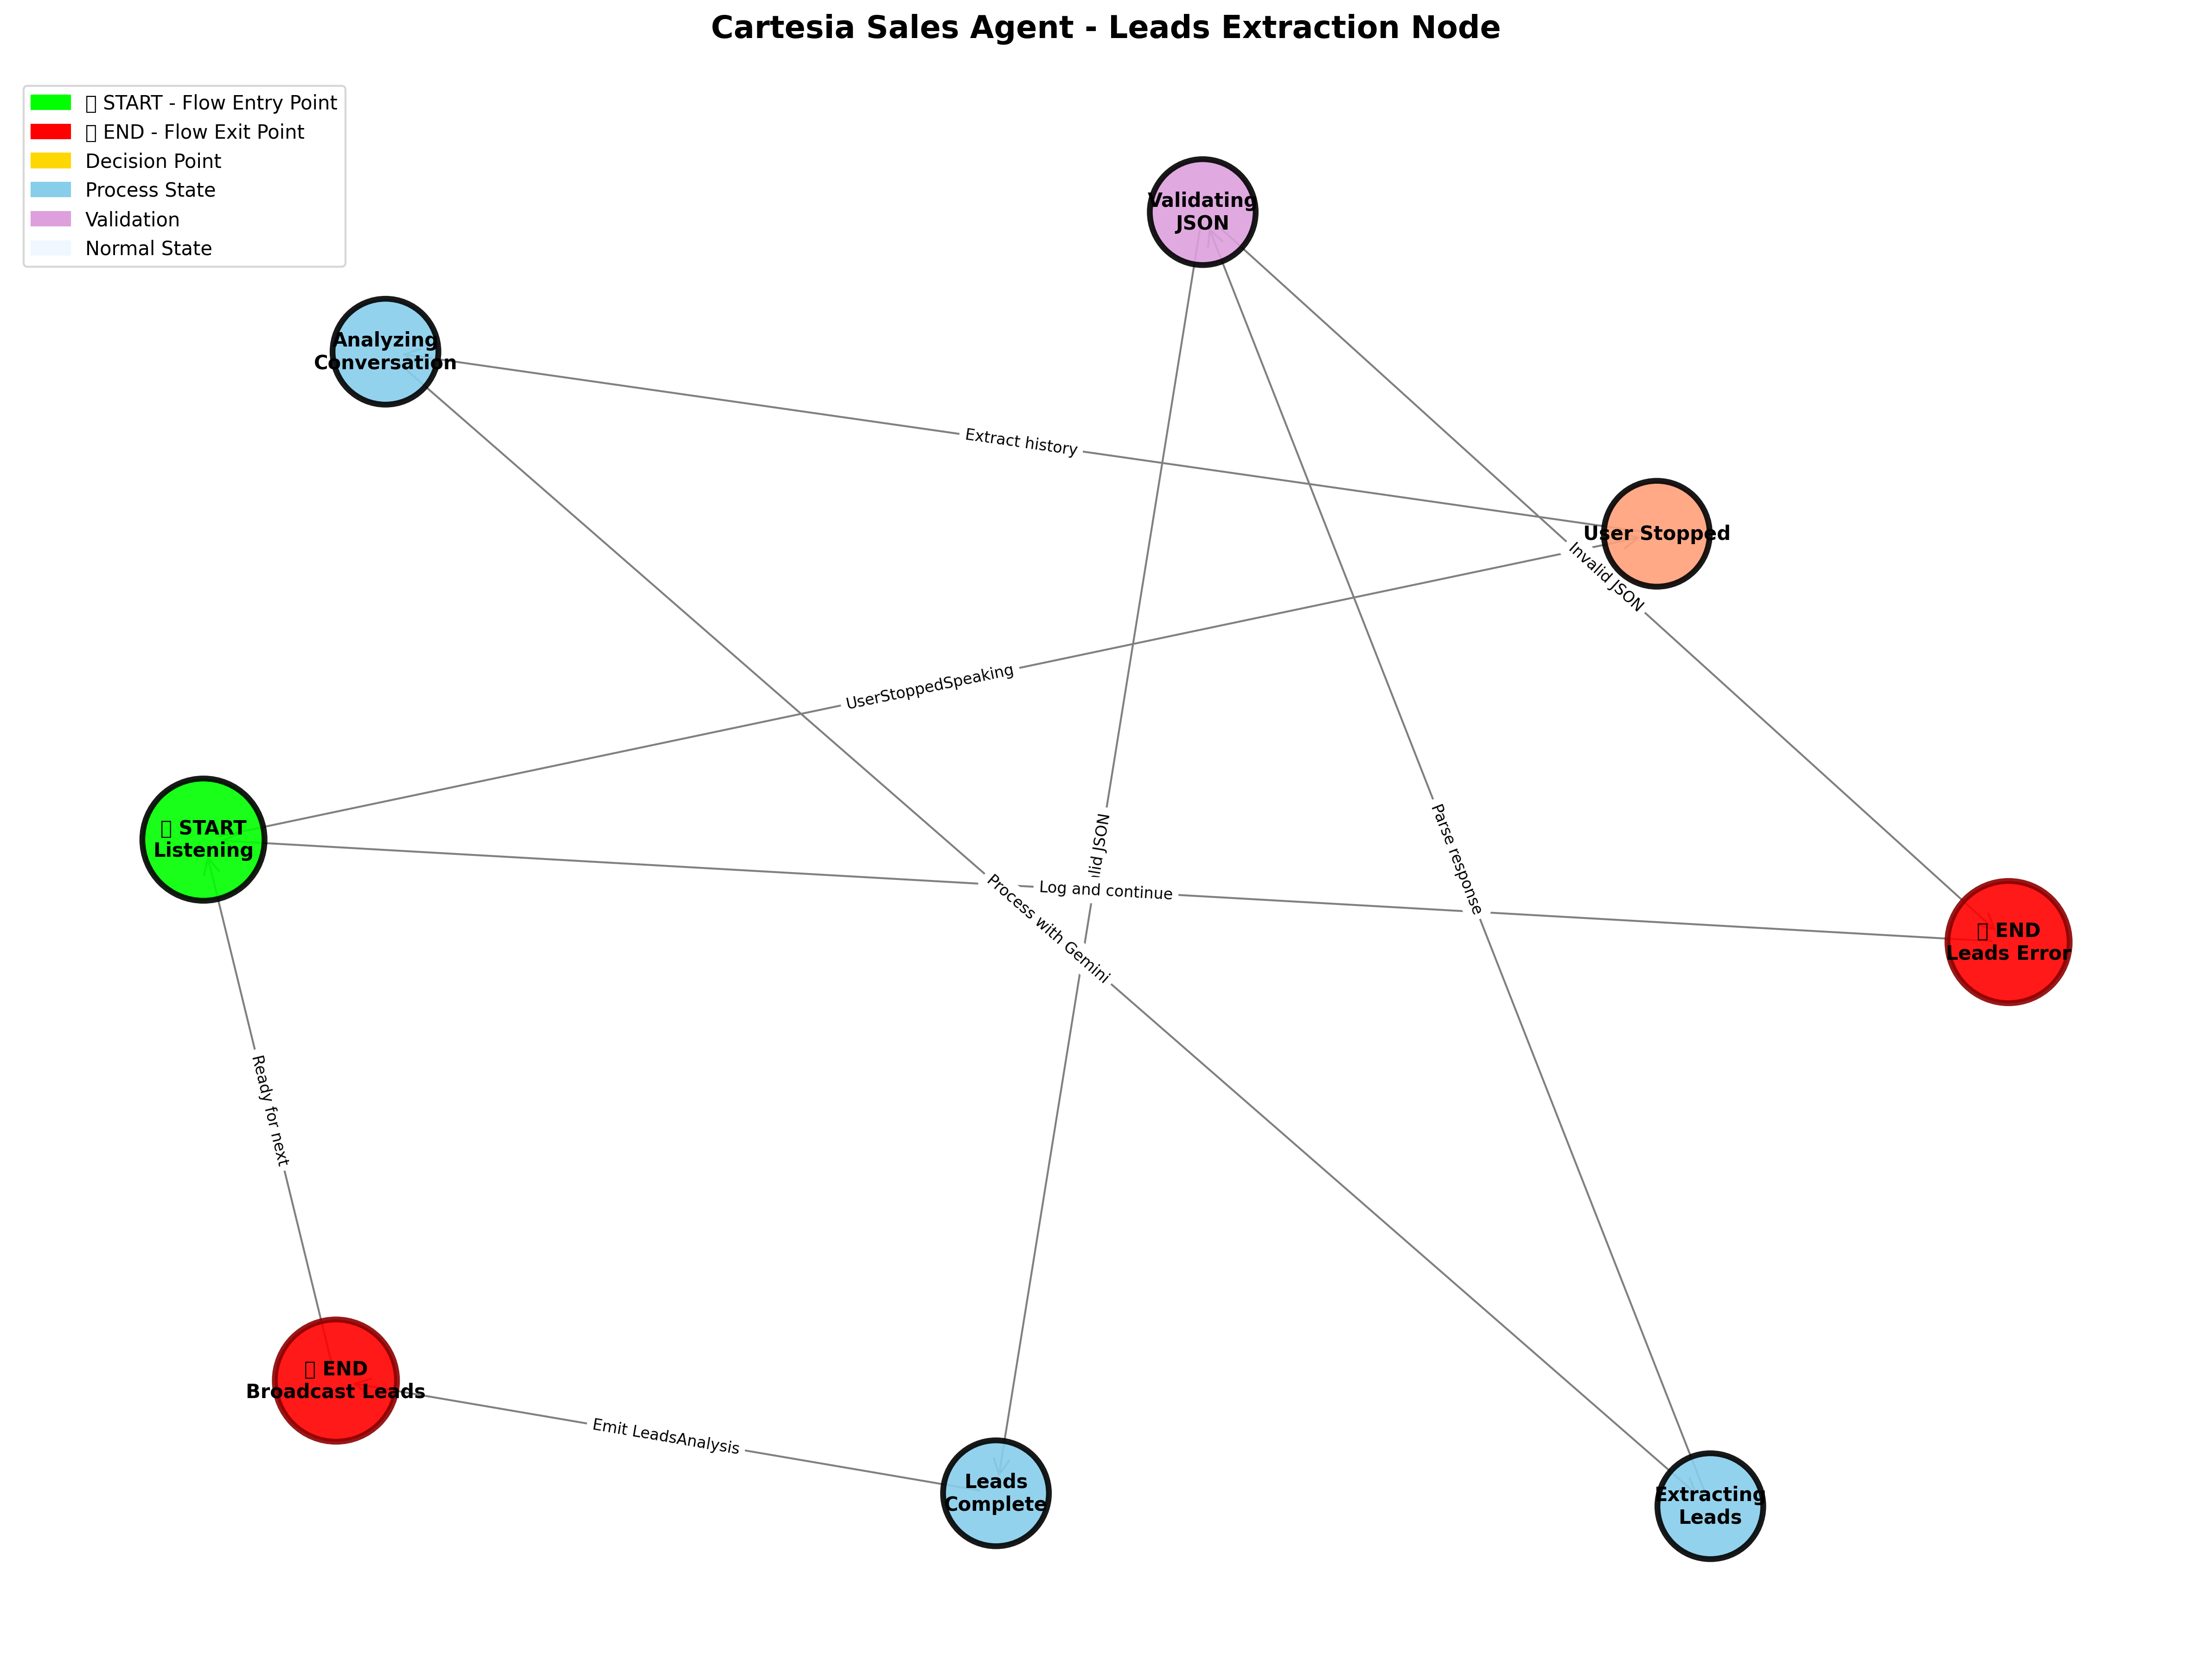 Cartesia Sales Agent - Leads Extraction Node
START - Flow Entry Point
END - Flow Exit Point
Decision Point
Process State
Validation
Normal State
Validating
JSON
Analyzing
Conversation
Extract history
User Stopped
Invalid JSON
UserStoppedSpeaking
START
Listening
JSON
Parse response
Log and continue
Process with Gemini
END
Leads Error
Ready for next
END
Broadcast Leads
Emit LeadsAnalysis
Leads
Complete
Extracting
Leads